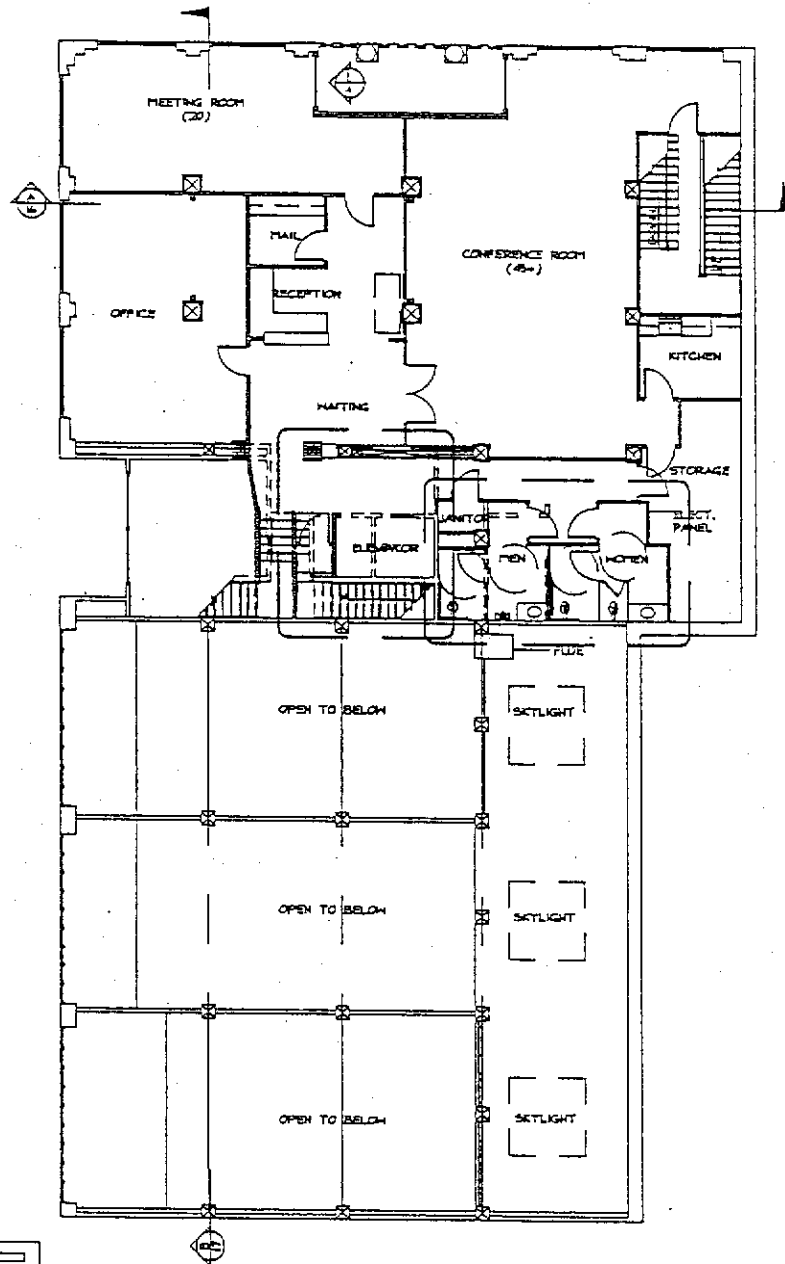 MEETING ROOM
(20)
MAIL
CONFERENCE ROOM
(45+)
RECEPTION
OFFICE
KITCHEN
WAITING
STORAGE
JANITOR
ELECT.
PANEL
ELEVATOR
MEN
WOMEN
FLUE
OPEN TO BELOW
SKYLIGHT
OPEN TO BELOW
SKYLIGHT
OPEN TO BELOW
SKYLIGHT